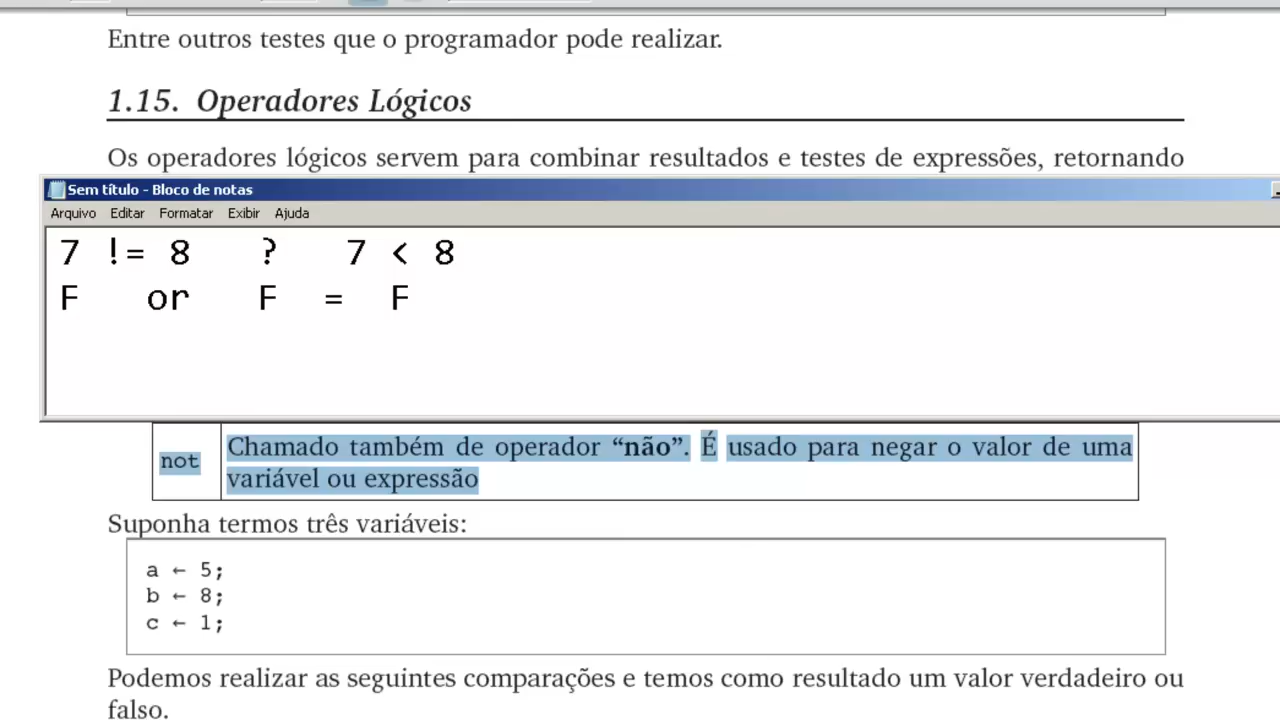 Entre outros testes que o programador pode realizar.
1.15. Operadores Lógicos
Os operadores lógicos servem para combinar resultados e testes de expressões, retornando
Sem título - Bloco de notas
Arquivo Editar Formatar Exibir Ajuda
7 != 8 ? 7 < 8
F or F = F
not
Chamado também de operador “não”. É usado para negar o valor de uma
variável ou expressão
Suponha termos três variáveis:
a ← 5;
b ← 8;
c ← 1;
Podemos realizar as seguintes comparações e temos como resultado um valor verdadeiro ou
falso.